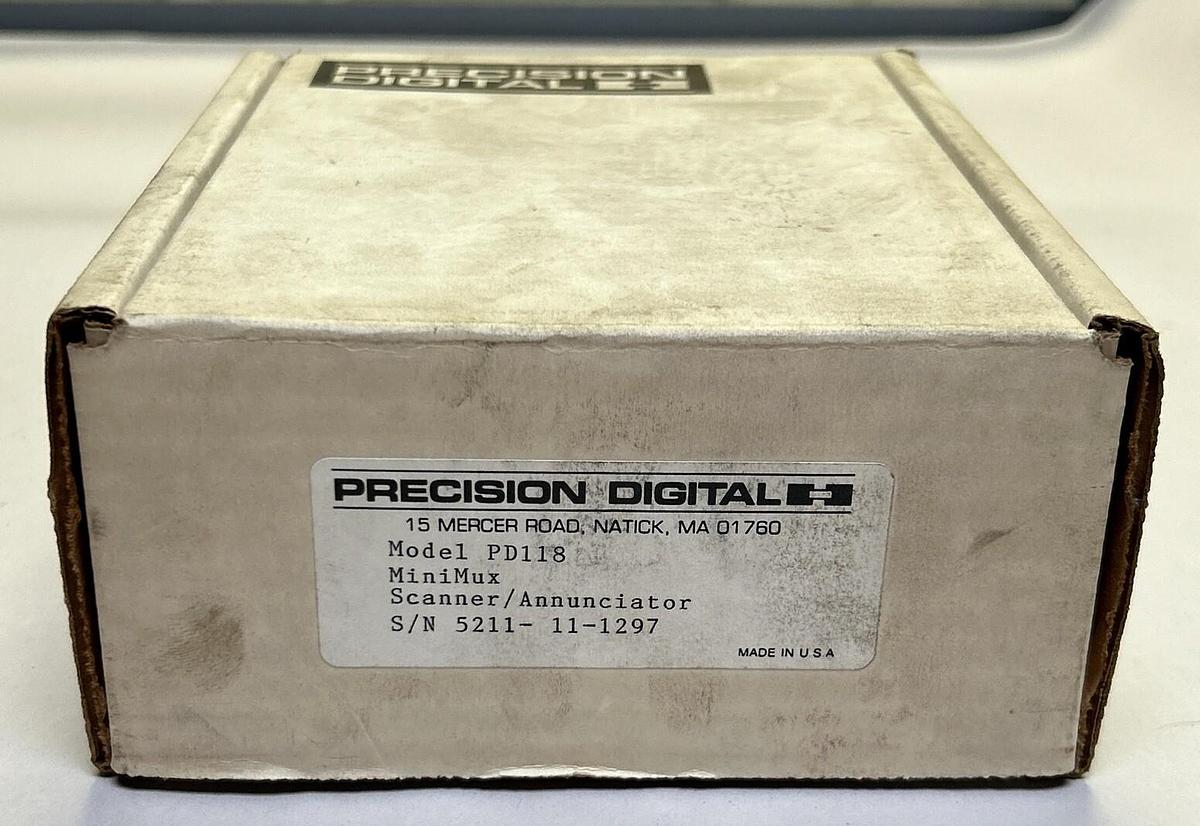 PRECISION
DIGITAL
PRECISION DIGITAL
15 MERCER ROAD, NATICK, MA 01760
Model PD118
MiniMux
Scanner/Annunciator
S/N 5211- 11-1297
MADE IN U S A